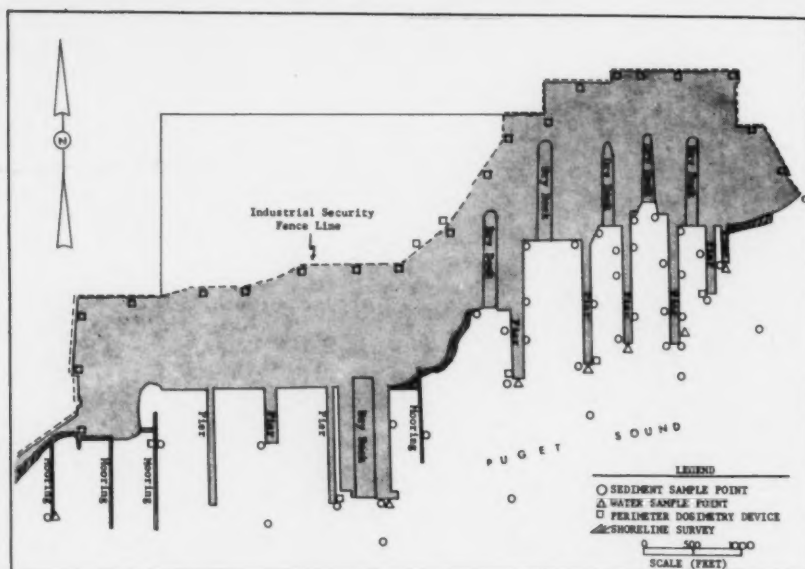 N
Industrial Security
Fence Line
Dry Dock
Dry Dock
Dry Dock
Dry Dock
Dry Dock
Pier
Pier
Pier
Pier
Pier
Pier
Pier
Pier
Dry Dock
Mooring
Mooring
Mooring
Mooring
PUGET SOUND
LEGEND
SEDIMENT SAMPLE POINT
WATER SAMPLE POINT
PERIMETER DOSIMETRY DEVICE
SHORELINE SURVEY
0 500 1000
SCALE (FEET)